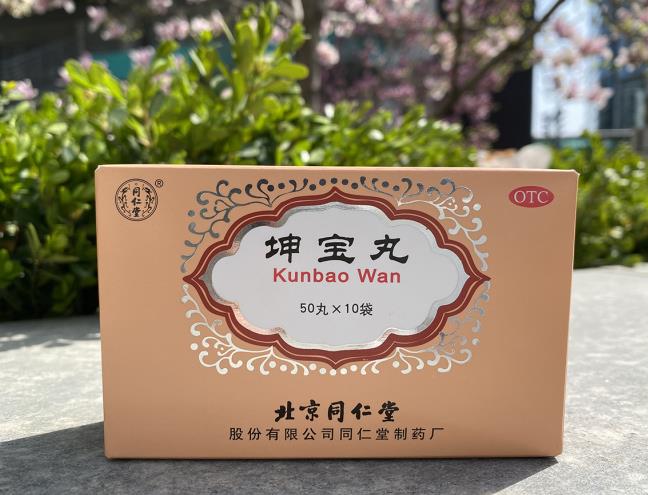 同仁堂
®
OTC
坤宝丸
Kunbao Wan
50丸×10袋
北京同仁堂
股份有限公司同仁堂制药厂